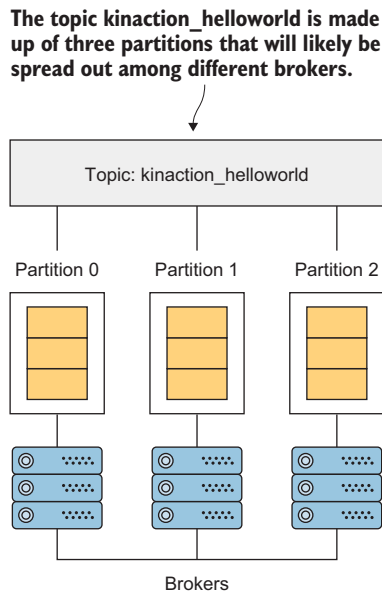 The topic kinaction_helloworld is made
up of three partitions that will likely be
spread out among different brokers.
Topic: kinaction_helloworld
Partition 0 Partition 1 Partition 2
Brokers